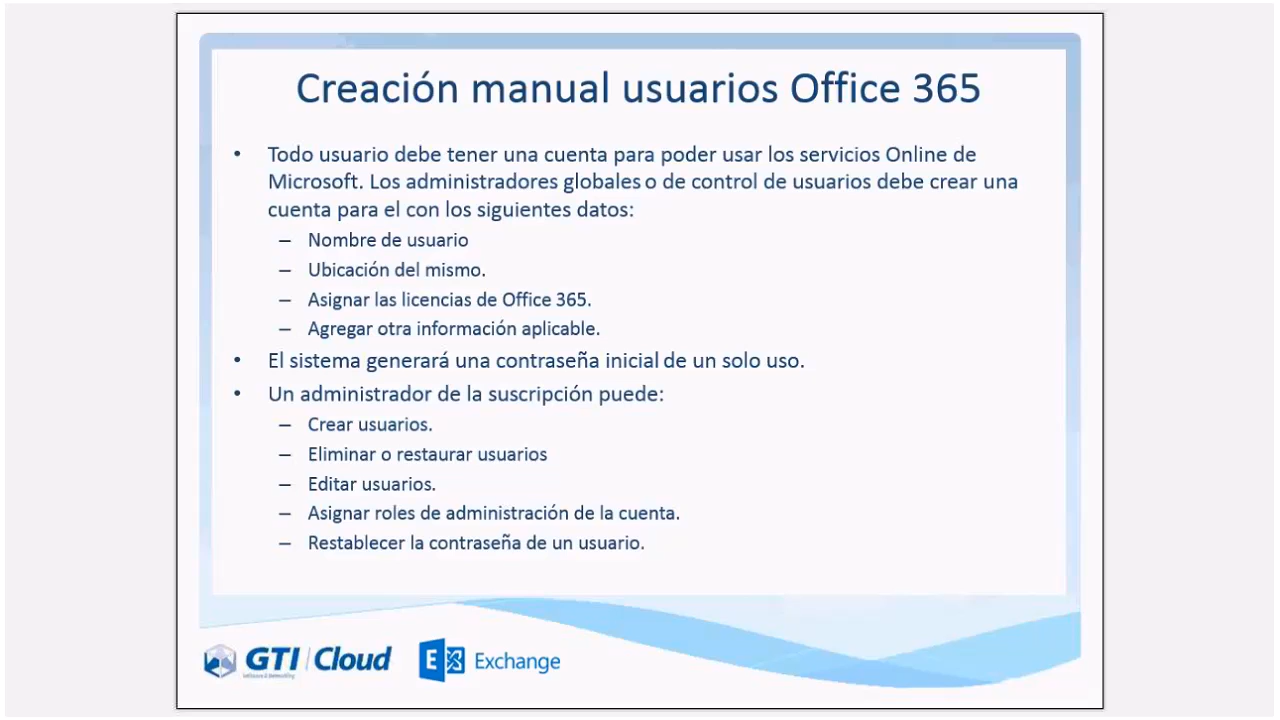 Creación manual usuarios Office 365
• Todo usuario debe tener una cuenta para poder usar los servicios Online de
Microsoft. Los administradores globales o de control de usuarios debe crear una
cuenta para el con los siguientes datos:
– Nombre de usuario
– Ubicación del mismo.
– Asignar las licencias de Office 365.
– Agregar otra información aplicable.
• El sistema generará una contraseña inicial de un solo uso.
• Un administrador de la suscripción puede:
– Crear usuarios.
– Eliminar o restaurar usuarios
– Editar usuarios.
– Asignar roles de administración de la cuenta.
– Restablecer la contraseña de un usuario.
GTI Cloud
Software & Networking
E Exchange